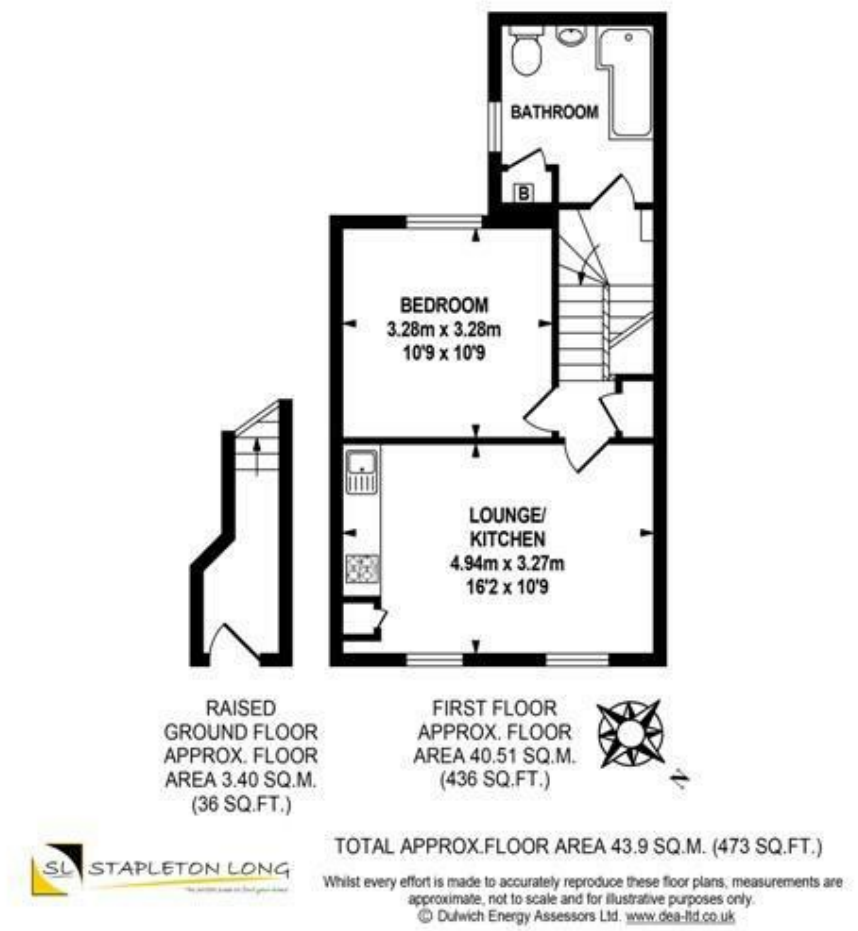 BATHROOM
B
BEDROOM
3.28m x 3.28m
10'9 x 10'9
LOUNGE/
KITCHEN
4.94m x 3.27m
16'2 x 10'9
RAISED
GROUND FLOOR
APPROX. FLOOR
AREA 3.40 SQ.M.
(36 SQ.FT.)
FIRST FLOOR
APPROX. FLOOR
AREA 40.51 SQ.M.
(436 SQ.FT.)
N
TOTAL APPROX.FLOOR AREA 43.9 SQ.M. (473 SQ.FT.)
SL STAPLETON LONG
Whilst every effort is made to accurately reproduce these floor plans, measurements are
approximate, not to scale and for illustrative purposes only.
© Dulwich Energy Assessors Ltd. www.dea-ltd.co.uk